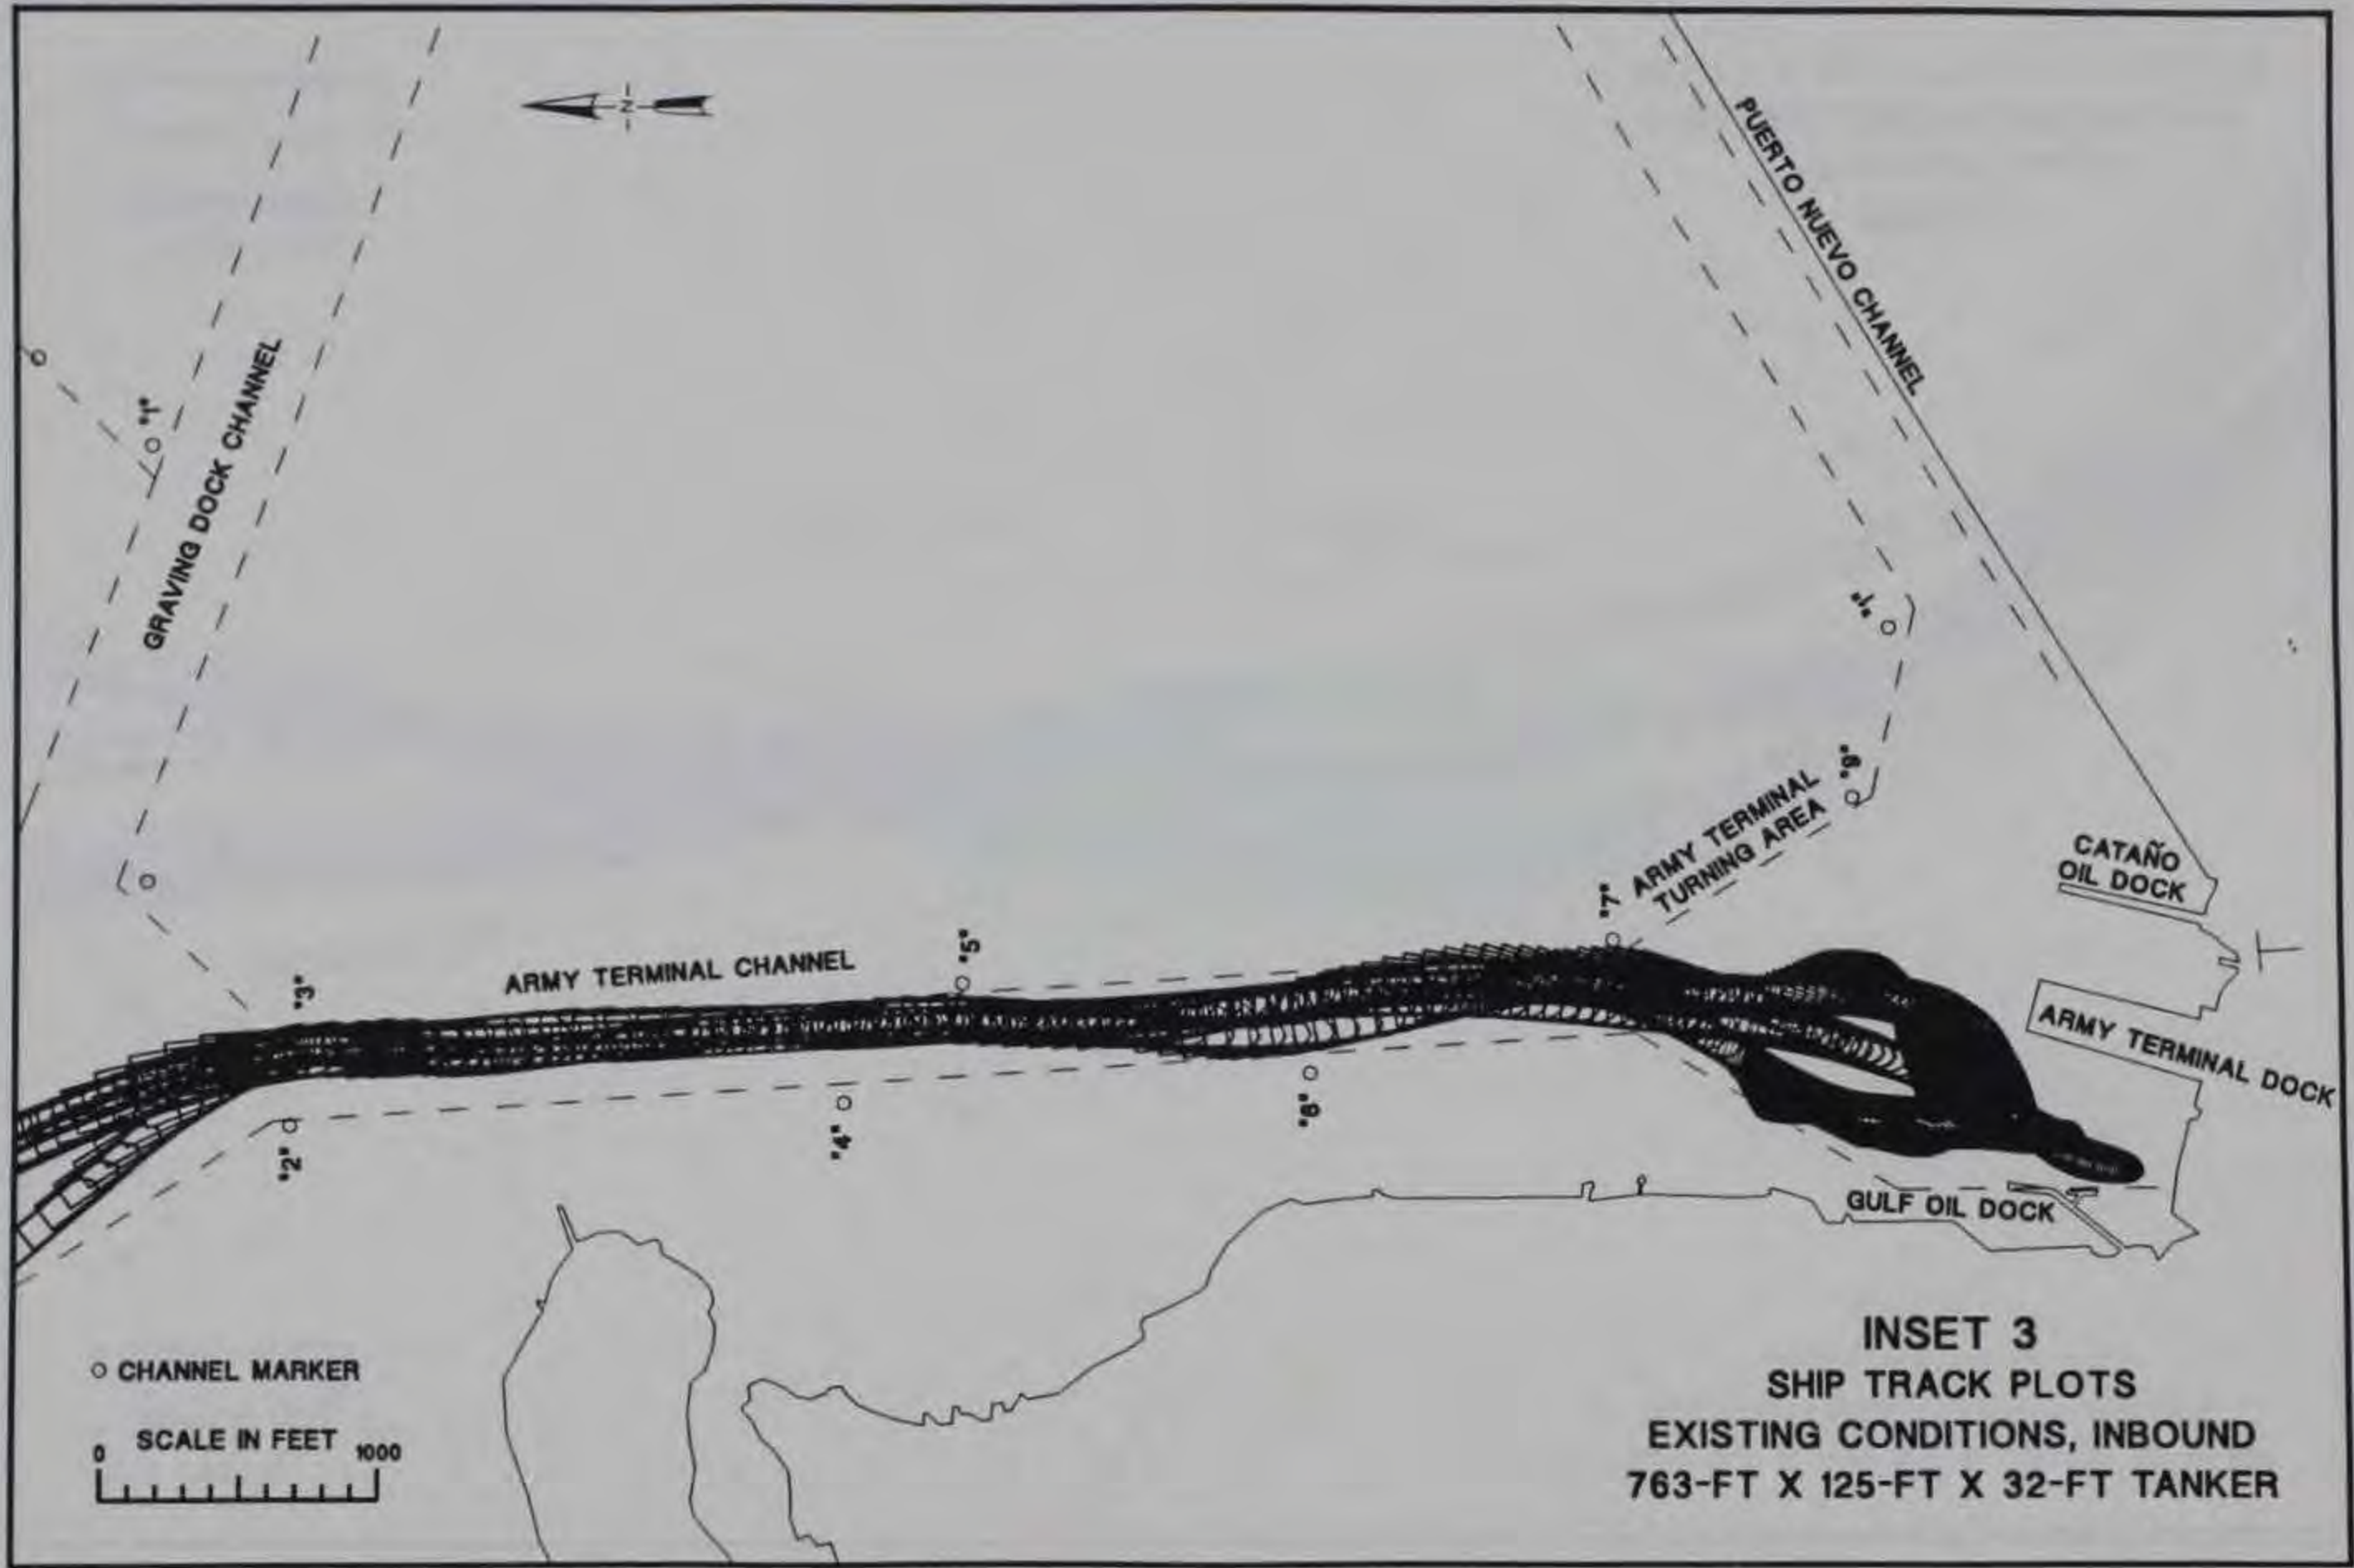 N
PUERTO NUEVO CHANNEL
"1"
GRAVING DOCK CHANNEL
"1"
"9"
ARMY TERMINAL
TURNING AREA
"7"
CATAÑO
OIL DOCK
"5"
ARMY TERMINAL CHANNEL
"3"
ARMY TERMINAL DOCK
"2"
"4"
"6"
GULF OIL DOCK
CHANNEL MARKER
SCALE IN FEET
0 1000
INSET 3
SHIP TRACK PLOTS
EXISTING CONDITIONS, INBOUND
763-FT X 125-FT X 32-FT TANKER